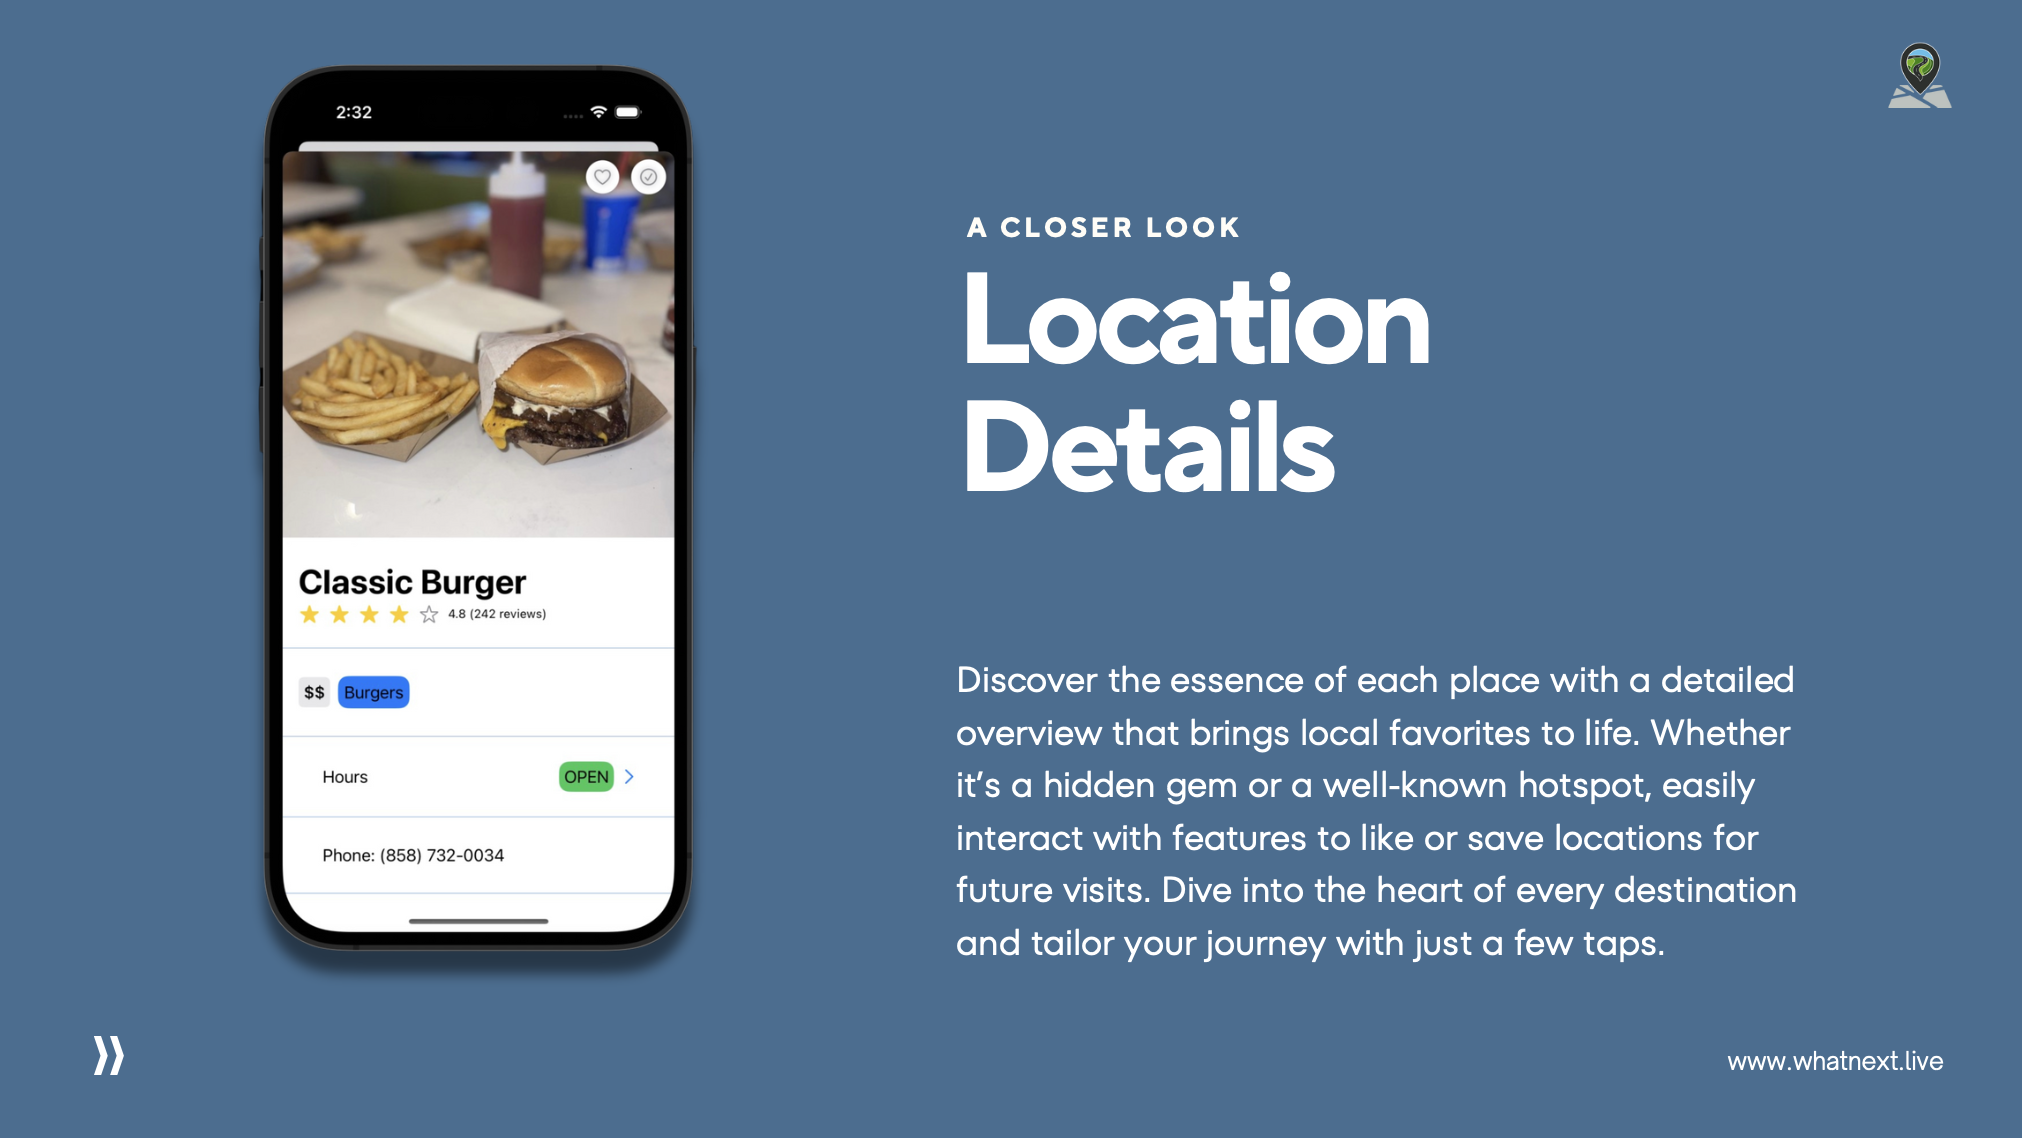 2:32
Classic Burger
4.8 (242 reviews)
$$ Burgers
Hours OPEN
Phone: (858) 732-0034
A CLOSER LOOK
Location
Details
Discover the essence of each place with a detailed
overview that brings local favorites to life. Whether
it’s a hidden gem or a well-known hotspot, easily
interact with features to like or save locations for
future visits. Dive into the heart of every destination
and tailor your journey with just a few taps.
www.whatnext.live